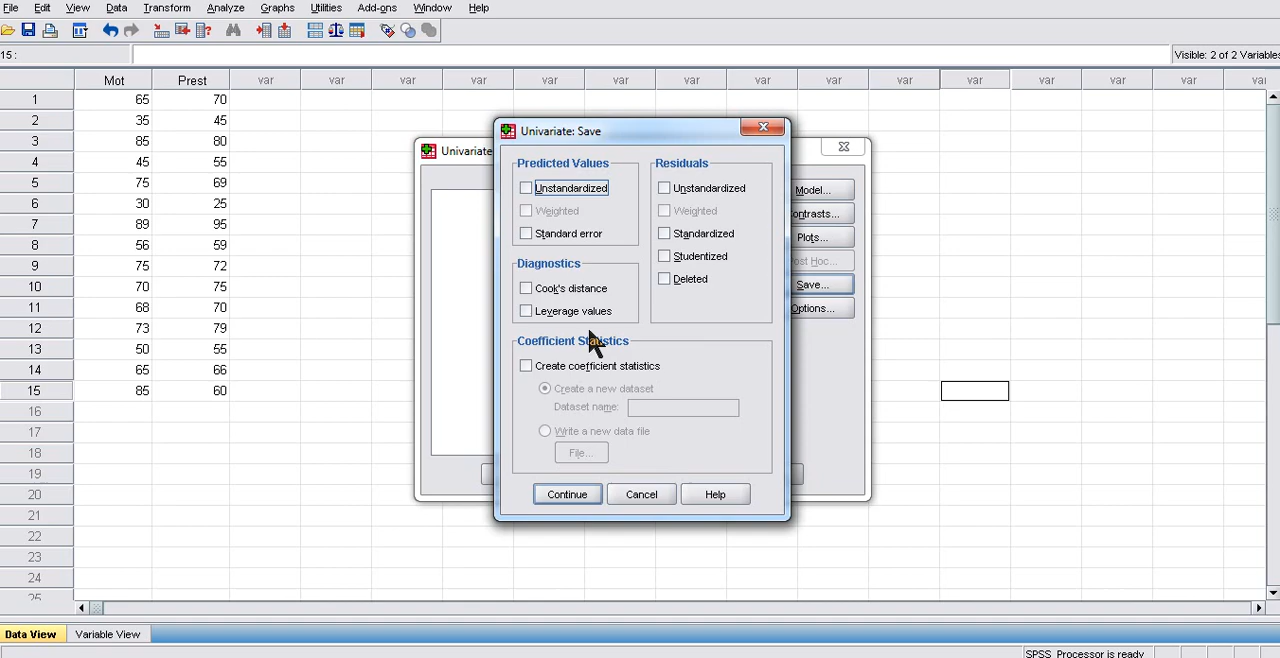 File Edit View Data Transform Analyze Graphs Utilities Add-ons Window Help
15 :
Visible: 2 of 2 Variables
Mot Prest var var var var var var var var var var var var var var
1 65 70
2 35 45
3 85 80
4 45 55
5 75 69
6 30 25
7 89 95
8 56 59
9 75 72
10 70 75
11 68 70
12 73 79
13 50 55
14 65 66
15 85 60
16
17
18
19
20
21
22
23
24
25
Univariate
Model...
ontrasts...
Plots...
ost Hoc...
Save...
Options...
Univariate: Save
Predicted Values
Unstandardized
Weighted
Standard error
Residuals
Unstandardized
Weighted
Standardized
Studentized
Deleted
Diagnostics
Cook's distance
Leverage values
Coefficient Statistics
Create coefficient statistics
Create a new dataset
Dataset name:
Write a new data file
File...
Continue Cancel Help
Data View Variable View
SPSS Processor is ready